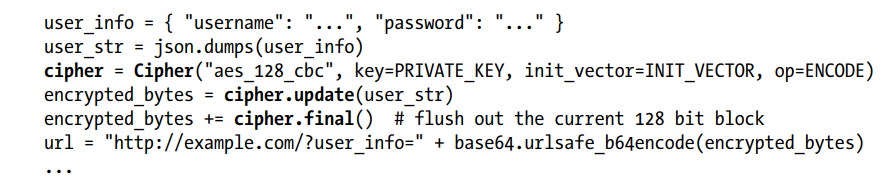 user_info = { "username": "...", "password": "..." }
user_str = json.dumps(user_info)
cipher = Cipher("aes_128_cbc", key=PRIVATE_KEY, init_vector=INIT_VECTOR, op=ENCODE)
encrypted_bytes = cipher.update(user_str)
encrypted_bytes += cipher.final()  # flush out the current 128 bit block
url = "http://example.com/?user_info=" + base64.urlsafe_b64encode(encrypted_bytes)
...